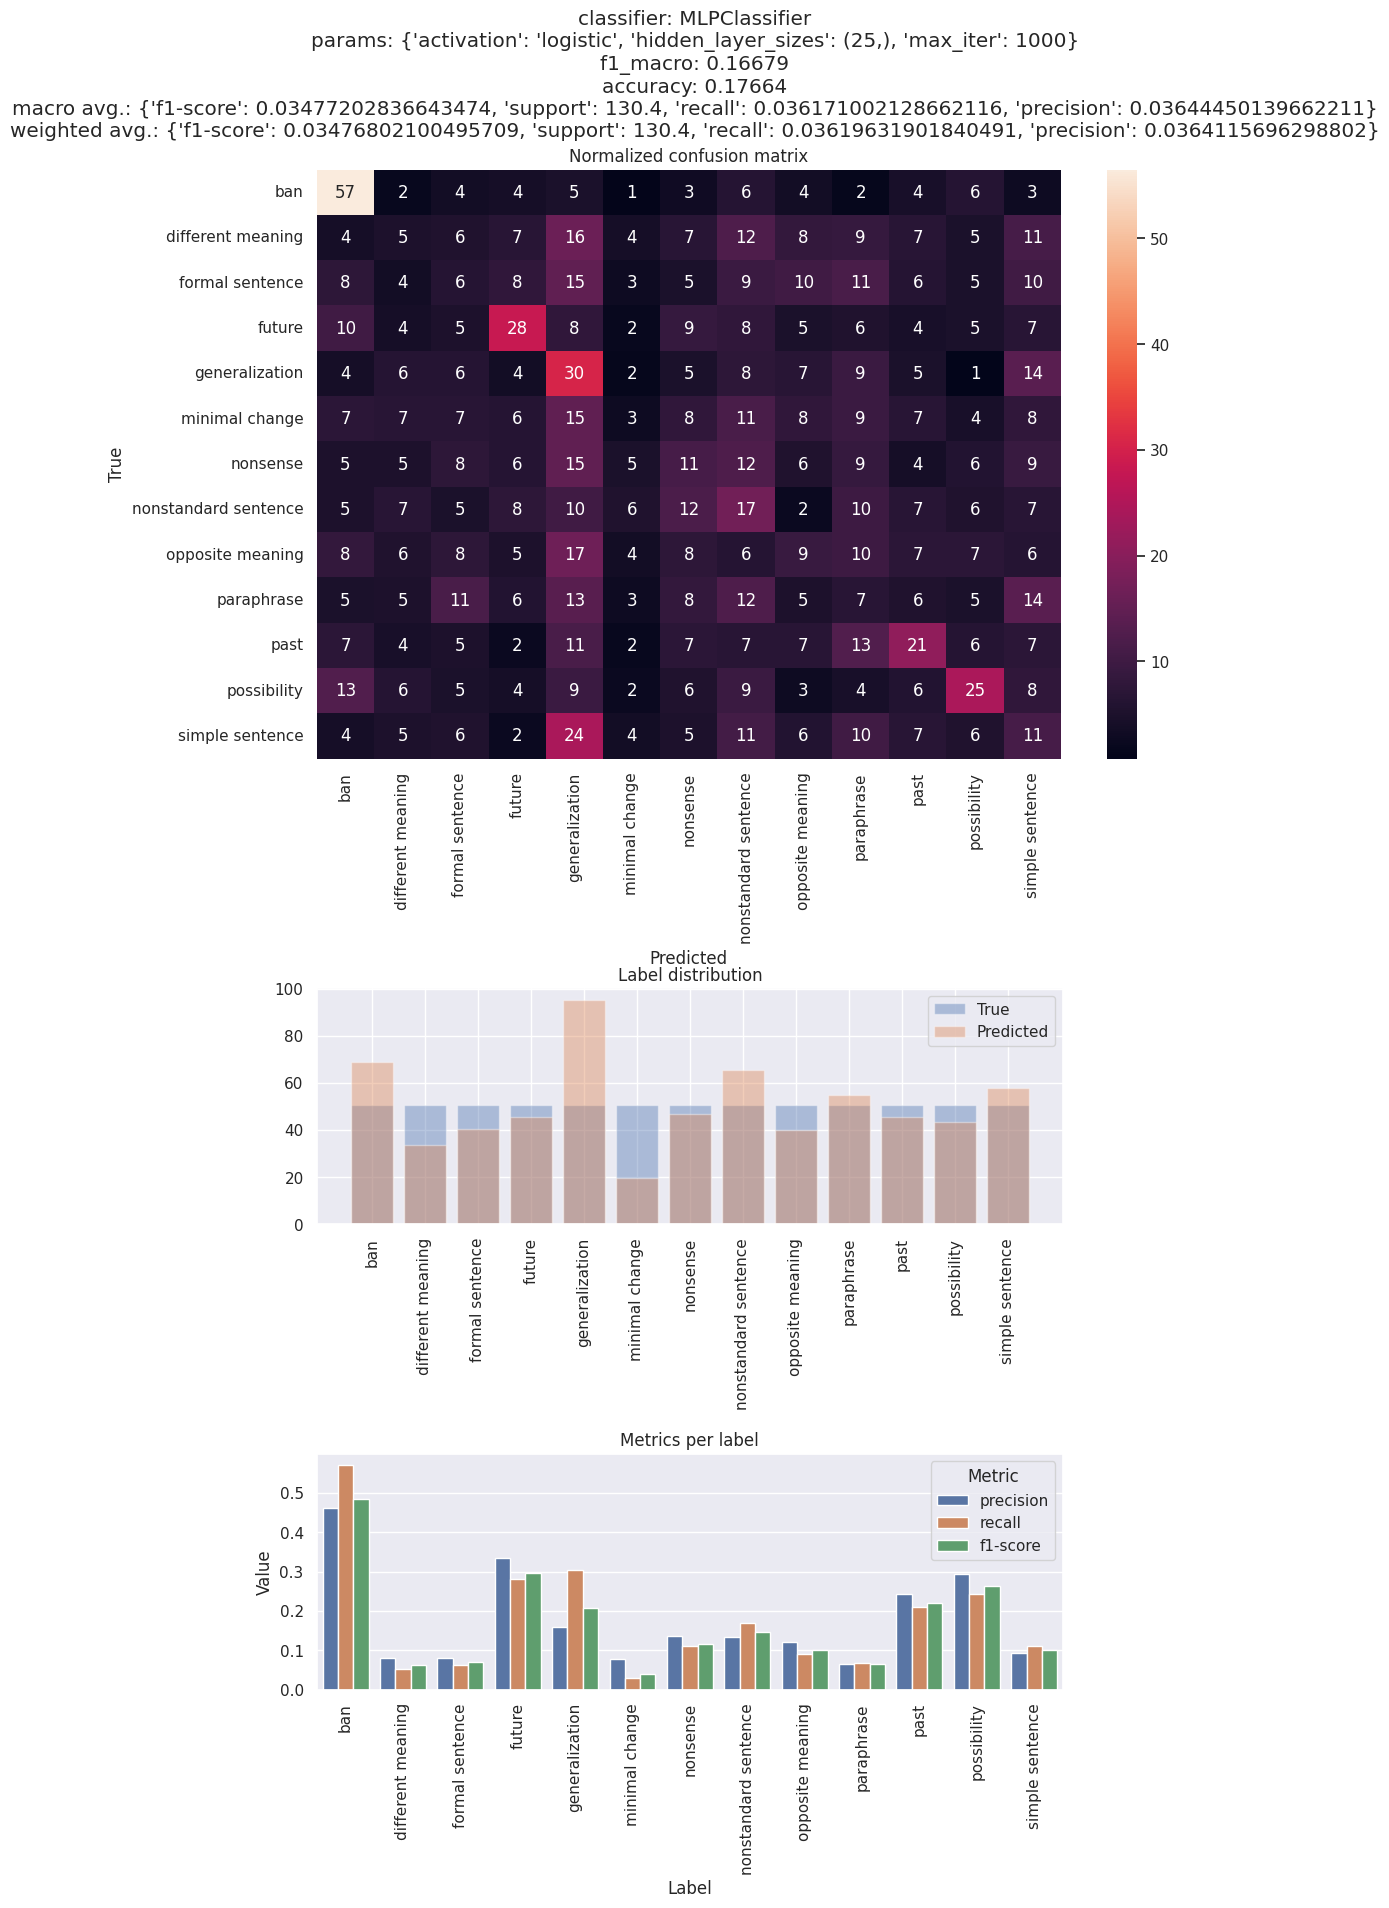 classifier: MLPClassifier
params: {'activation': 'logistic', 'hidden_layer_sizes': (25,), 'max_iter': 1000}
f1_macro: 0.16679
accuracy: 0.17664
macro avg.: {'f1-score': 0.03477202836643474, 'support': 130.4, 'recall': 0.036171002128662116, 'precision': 0.03644450139662211}
weighted avg.: {'f1-score': 0.03476802100495709, 'support': 130.4, 'recall': 0.03619631901840491, 'precision': 0.0364115696298802}
Normalized confusion matrix
True
ban 57 2 4 4 5 1 3 6 4 2 4 6 3
different meaning 4 5 6 7 16 4 7 12 8 9 7 5 11
formal sentence 8 4 6 8 15 3 5 9 10 11 6 5 10
future 10 4 5 28 8 2 9 8 5 6 4 5 7
generalization 4 6 6 4 30 2 5 8 7 9 5 1 14
minimal change 7 7 7 6 15 3 8 11 8 9 7 4 8
nonsense 5 5 8 6 15 5 11 12 6 9 4 6 9
nonstandard sentence 5 7 5 8 10 6 12 17 2 10 7 6 7
opposite meaning 8 6 8 5 17 4 8 6 9 10 7 7 6
paraphrase 5 5 11 6 13 3 8 12 5 7 6 5 14
past 7 4 5 2 11 2 7 7 7 13 21 6 7
possibility 13 6 5 4 9 2 6 9 3 4 6 25 8
simple sentence 4 5 6 2 24 4 5 11 6 10 7 6 11
50
40
30
20
10
ban
different meaning
formal sentence
future
generalization
minimal change
nonsense
nonstandard sentence
opposite meaning
paraphrase
past
possibility
simple sentence
Predicted
Label distribution
100
80
60
40
20
0
True
Predicted
ban
different meaning
formal sentence
future
generalization
minimal change
nonsense
nonstandard sentence
opposite meaning
paraphrase
past
possibility
simple sentence
Metrics per label
Value
0.5
0.4
0.3
0.2
0.1
0.0
Metric
precision
recall
f1-score
ban
different meaning
formal sentence
future
generalization
minimal change
nonsense
nonstandard sentence
opposite meaning
paraphrase
past
possibility
simple sentence
Label